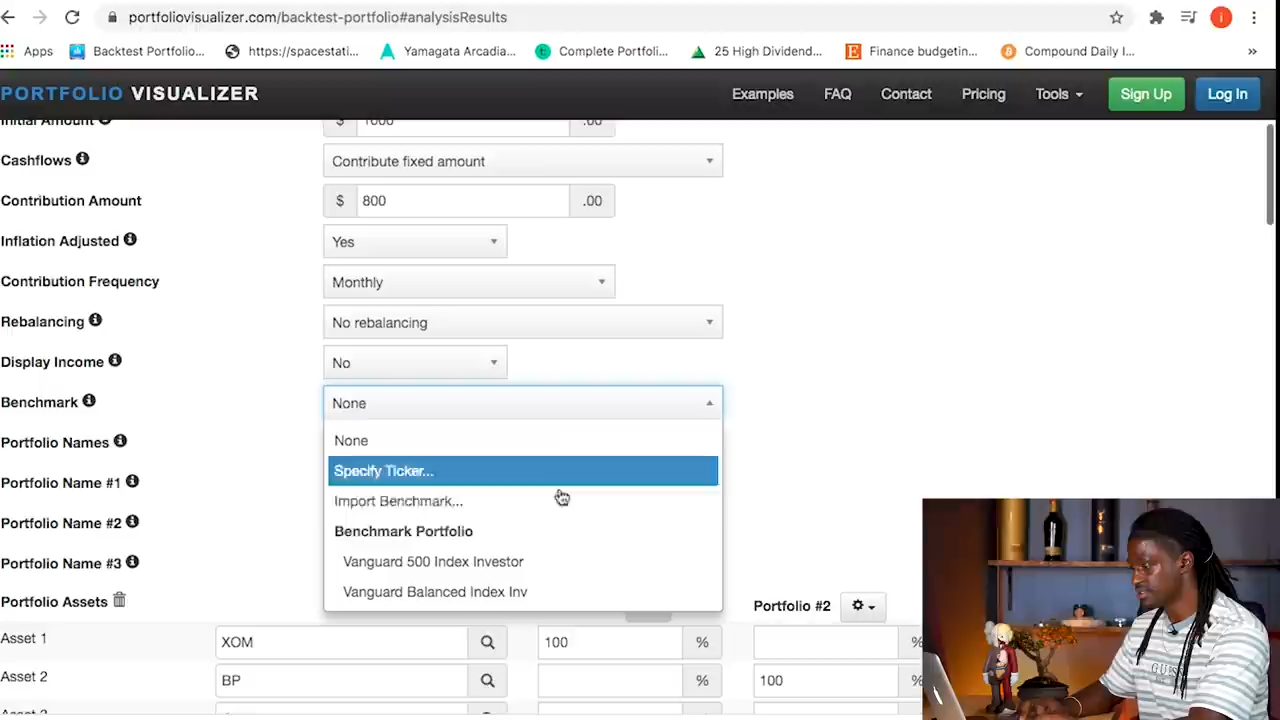 portfoliovisualizer.com/backtest-portfolio#analysisResults
Apps Backtest Portfolio... https://spacestati... Yamagata Arcadia... Complete Portfoli... 25 High Dividend... Finance budgetin... Compound Daily I... »
PORTFOLIO VISUALIZER Examples FAQ Contact Pricing Tools Sign Up Log In
Initial Amount $ 1000 .00
Cashflows Contribute fixed amount
Contribution Amount $ 800 .00
Inflation Adjusted Yes
Contribution Frequency Monthly
Rebalancing No rebalancing
Display Income No
Benchmark None
None
Portfolio Names
Specify Ticker...
Portfolio Name #1
Import Benchmark...
Portfolio Name #2
Benchmark Portfolio
Portfolio Name #3
Vanguard 500 Index Investor
Vanguard Balanced Index Inv
Portfolio Assets Portfolio #2
Asset 1 XOM 100 % %
Asset 2 BP % 100 %
Asset 3
GUESS